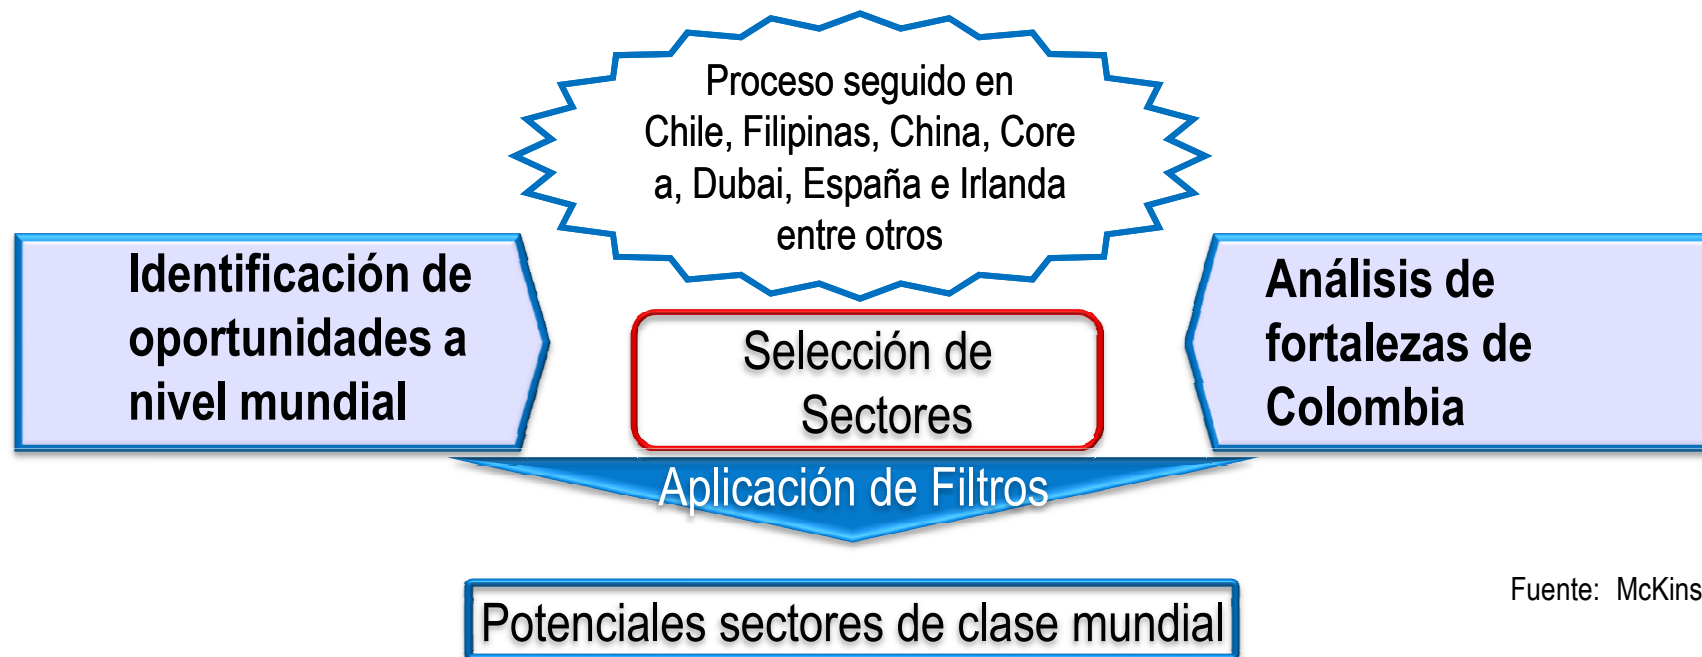 Proceso seguido en
Chile, Filipinas, China, Core
a, Dubai, España e Irlanda
entre otros
Identificación de
oportunidades a
nivel mundial
Selección de
Sectores
Análisis de
fortalezas de
Colombia
Aplicación de Filtros
Potenciales sectores de clase mundial
Fuente: McKins